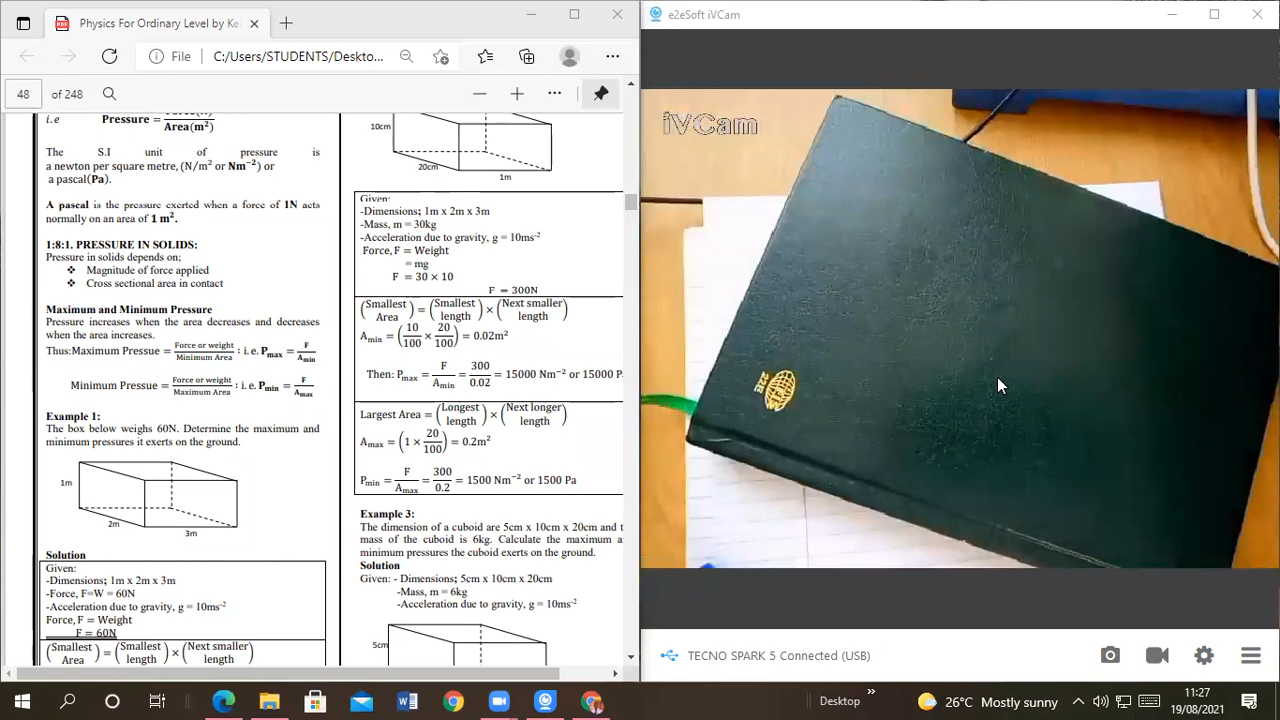 Physics For Ordinary Level by Ke
File
C:/Users/STUDENTS/Deskto...
48 of 248
i.e Pressure =
Area(m²)
The S.I unit of pressure is
a newton per square metre, (N/m² or Nm⁻²) or
a pascal(Pa).
A pascal is the pressure exerted when a force of 1N acts
normally on an area of 1 m².
1:8:1. PRESSURE IN SOLIDS:
Pressure in solids depends on;
❖ Magnitude of force applied
❖ Cross sectional area in contact
Maximum and Minimum Pressure
Pressure increases when the area decreases and decreases
when the area increases.
Thus:Maximum Pressue = Force or weight / Minimum Area : i.e. Pmax = F / Amin
Minimum Pressue = Force or weight / Maximum Area : i.e. Pmin = F / Amax
Example 1:
The box below weighs 60N. Determine the maximum and
minimum pressures it exerts on the ground.
1m
2m
3m
Solution
Given:
-Dimensions; 1m x 2m x 3m
-Force, F=W = 60N
-Acceleration due to gravity, g = 10ms⁻²
Force, F = Weight
F = 60N
(Smallest Area) = (Smallest length) × (Next smaller length)
10cm
20cm
1m
Given:
-Dimensions; 1m x 2m x 3m
-Mass, m = 30kg
-Acceleration due to gravity, g = 10ms⁻²
Force, F = Weight
= mg
F = 30 × 10
F = 300N
(Smallest Area) = (Smallest length) × (Next smaller length)
Amin = (10/100 × 20/100) = 0.02m²
Then: Pmax = F/Amin = 300/0.02 = 15000 Nm⁻² or 15000 P
Largest Area = (Longest length) × (Next longer length)
Amax = (1 × 20/100) = 0.2m²
Pmin = F/Amax = 300/0.2 = 1500 Nm⁻² or 1500 Pa
Example 3:
The dimension of a cuboid are 5cm x 10cm x 20cm and t
mass of the cuboid is 6kg. Calculate the maximum a
minimum pressures the cuboid exerts on the ground.
Solution
Given: - Dimensions; 5cm x 10cm x 20cm
-Mass, m = 6kg
-Acceleration due to gravity, g = 10ms⁻²
5cm
e2eSoft iVCam
iVCam
22E
TECNO SPARK 5 Connected (USB)
Desktop
26°C Mostly sunny
11:27
19/08/2021